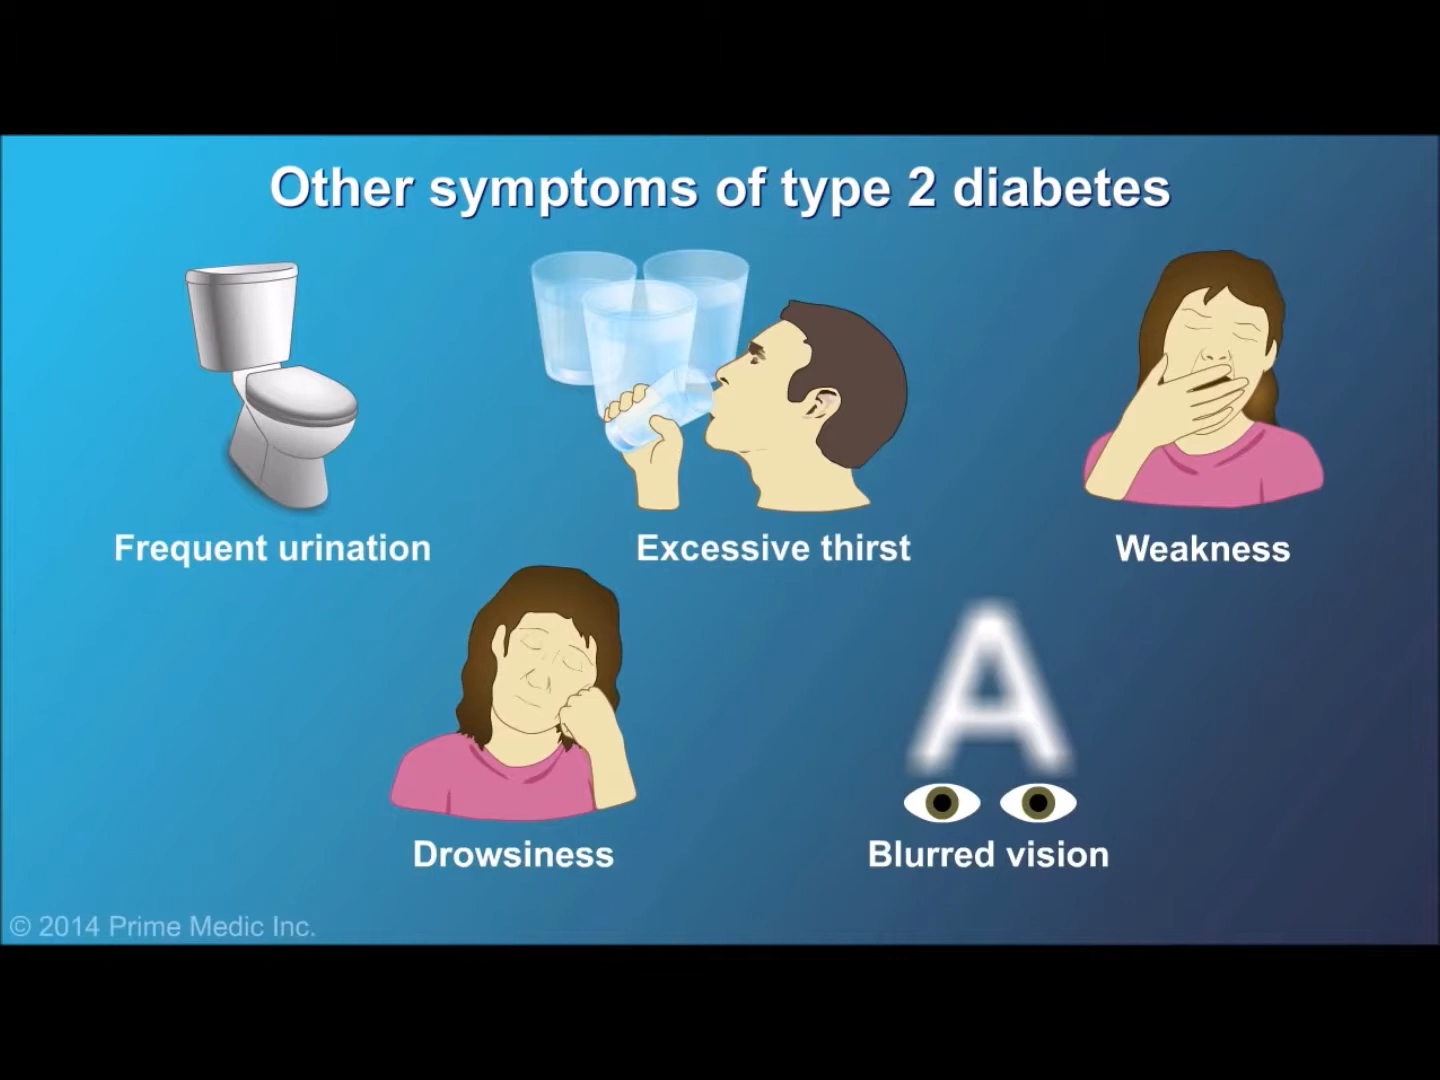 Other symptoms of type 2 diabetes
Frequent urination
Excessive thirst
Weakness
A
Drowsiness
Blurred vision
© 2014 Prime Medic Inc.